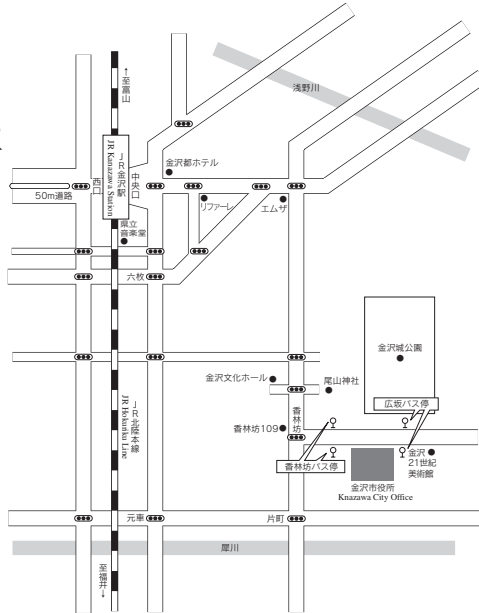 ↑至富山
浅野川
JR金沢駅
JR Kanazawa Station
中央口
西口
50m道路
金沢都ホテル
リファーレ
エムザ
県立
音楽堂
六枚
金沢城公園
金沢文化ホール
尾山神社
広坂バス停
香林坊
香林坊109
JR北陸本線
JR Hokuriku Line
香林坊バス停
金沢
21世紀
美術館
金沢市役所
Knazawa City Office
元車
片町
犀川
至福井→